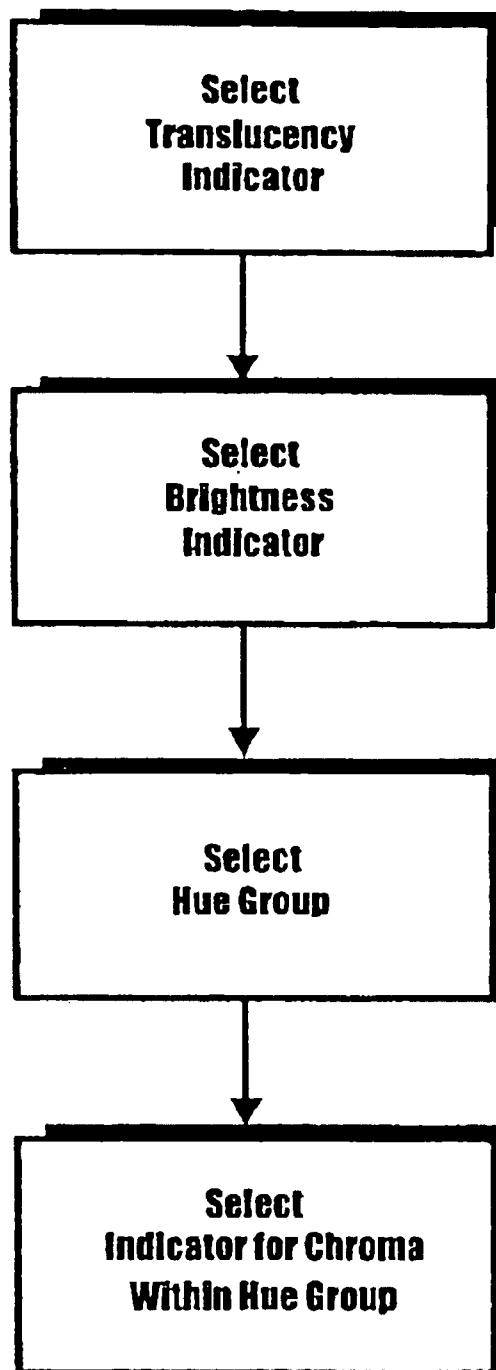 Select
Translucency
Indicator
Select
Brightness
Indicator
Select
Hue Group
Select
Indicator for Chroma
Within Hue Group